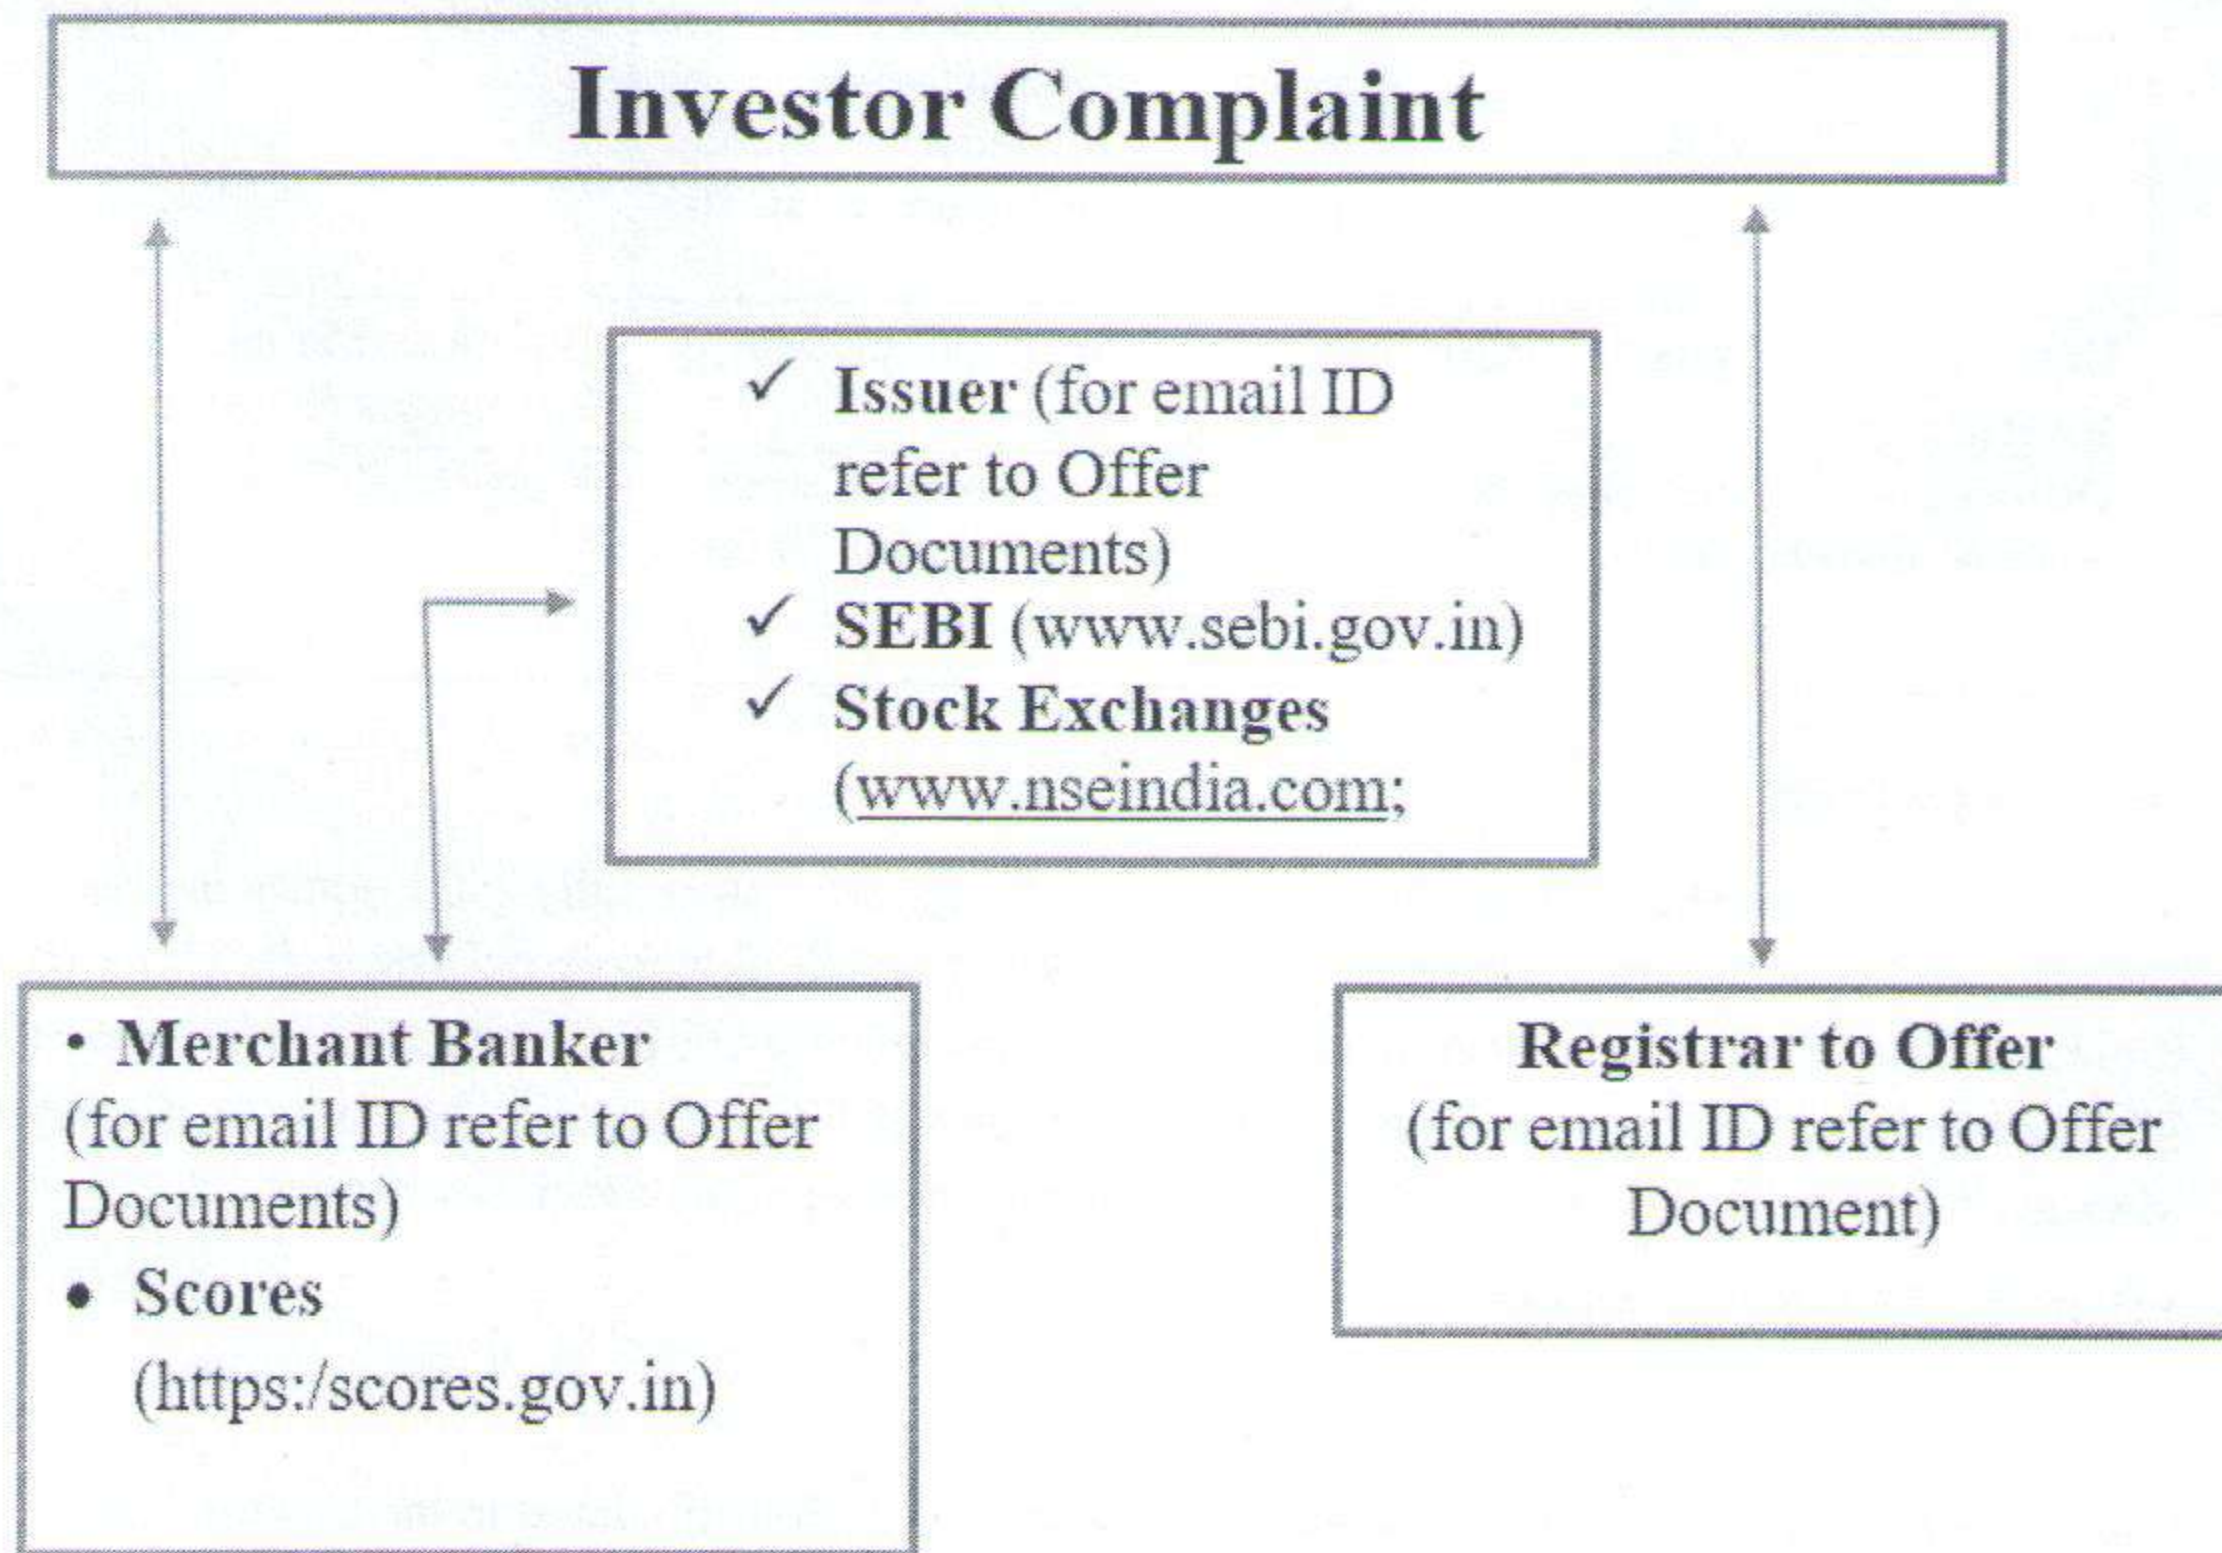 Investor Complaint
✓ Issuer (for email ID
refer to Offer
Documents)
✓ SEBI (www.sebi.gov.in)
✓ Stock Exchanges
(www.nseindia.com;
• Merchant Banker
(for email ID refer to Offer
Documents)
• Scores
(https:/scores.gov.in)
Registrar to Offer
(for email ID refer to Offer
Document)